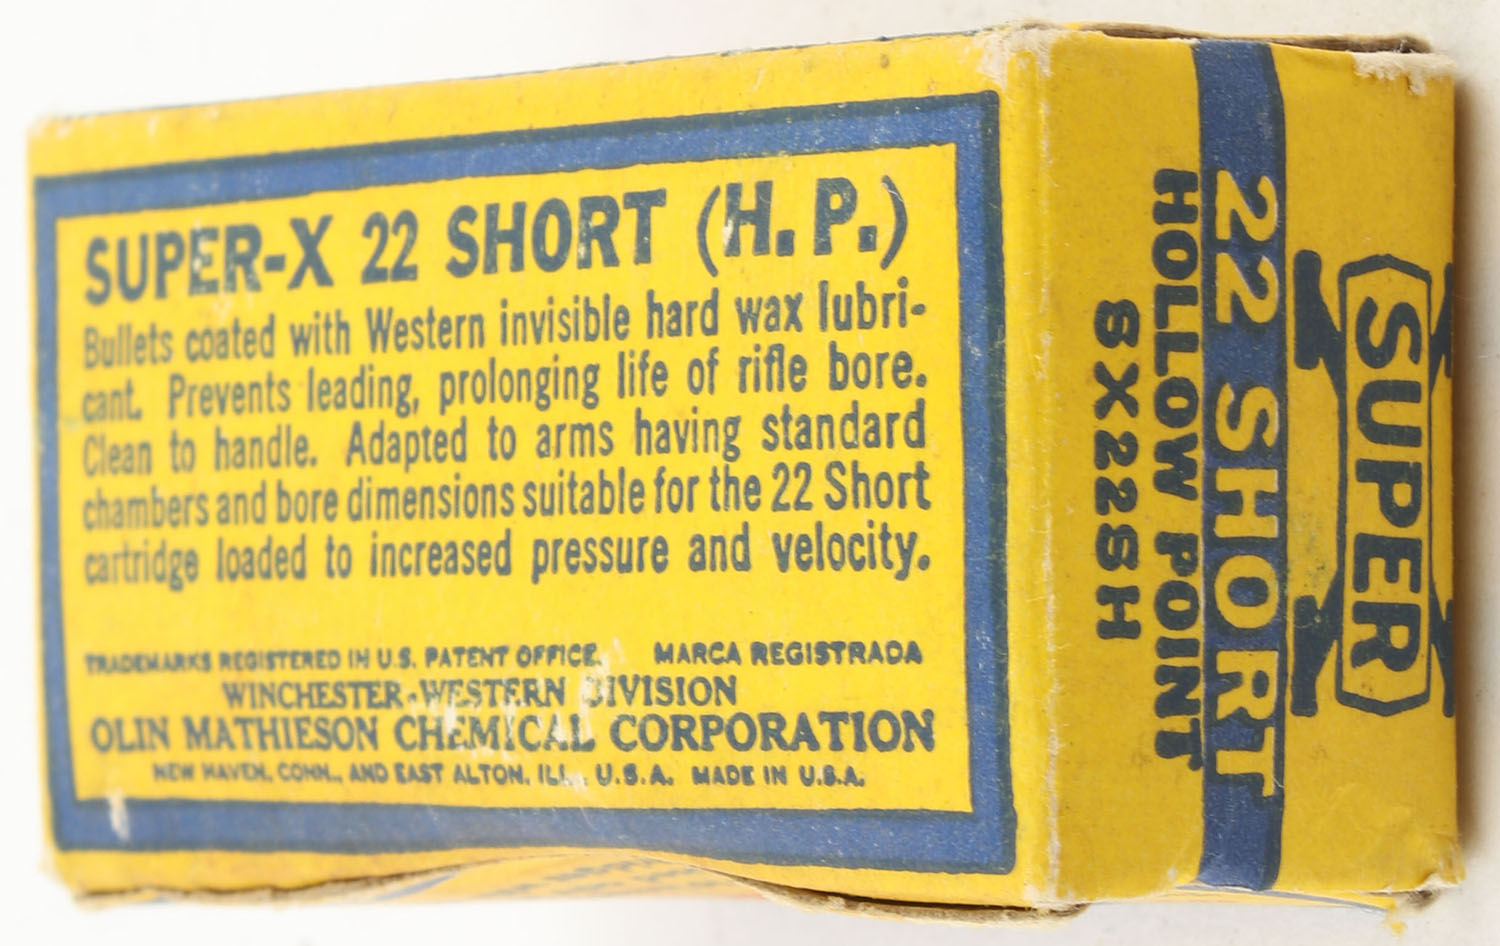 SUPER-X 22 SHORT (H.P.)
Bullets coated with Western invisible hard wax lubri-
cant. Prevents leading, prolonging life of rifle bore.
Clean to handle. Adapted to arms having standard
chambers and bore dimensions suitable for the 22 Short
cartridge loaded to increased pressure and velocity.
TRADEMARKS REGISTERED IN U.S. PATENT OFFICE. MARCA REGISTRADA
WINCHESTER-WESTERN DIVISION
OLIN MATHIESON CHEMICAL CORPORATION
NEW HAVEN, CONN., AND EAST ALTON, ILL., U.S.A. MADE IN U.S.A.
SUPER X
22 SHORT
HOLLOW POINT
SX22SH